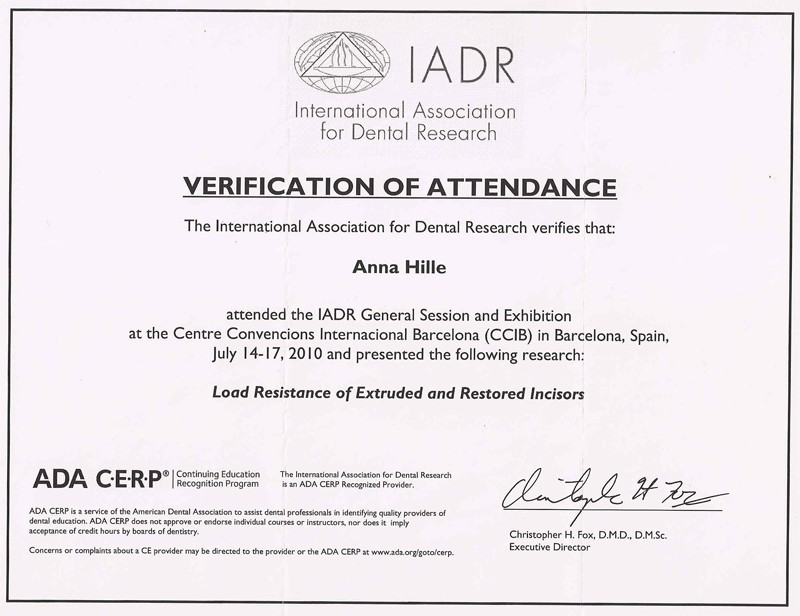 IADR
International Association
for Dental Research
VERIFICATION OF ATTENDANCE
The International Association for Dental Research verifies that:
Anna Hille
attended the IADR General Session and Exhibition
at the Centre Convencions Internacional Barcelona (CCIB) in Barcelona, Spain,
July 14-17, 2010 and presented the following research:
Load Resistance of Extruded and Restored Incisors
ADA C·E·R·P® | Continuing Education
Recognition Program
The International Association for Dental Research
is an ADA CERP Recognized Provider.
ADA CERP is a service of the American Dental Association to assist dental professionals in identifying quality providers of
dental education. ADA CERP does not approve or endorse individual courses or instructors, nor does it imply
acceptance of credit hours by boards of dentistry.
Concerns or complaints about a CE provider may be directed to the provider or the ADA CERP at www.ada.org/goto/cerp.
Christopher H Fox
Christopher H. Fox, D.M.D., D.M.Sc.
Executive Director